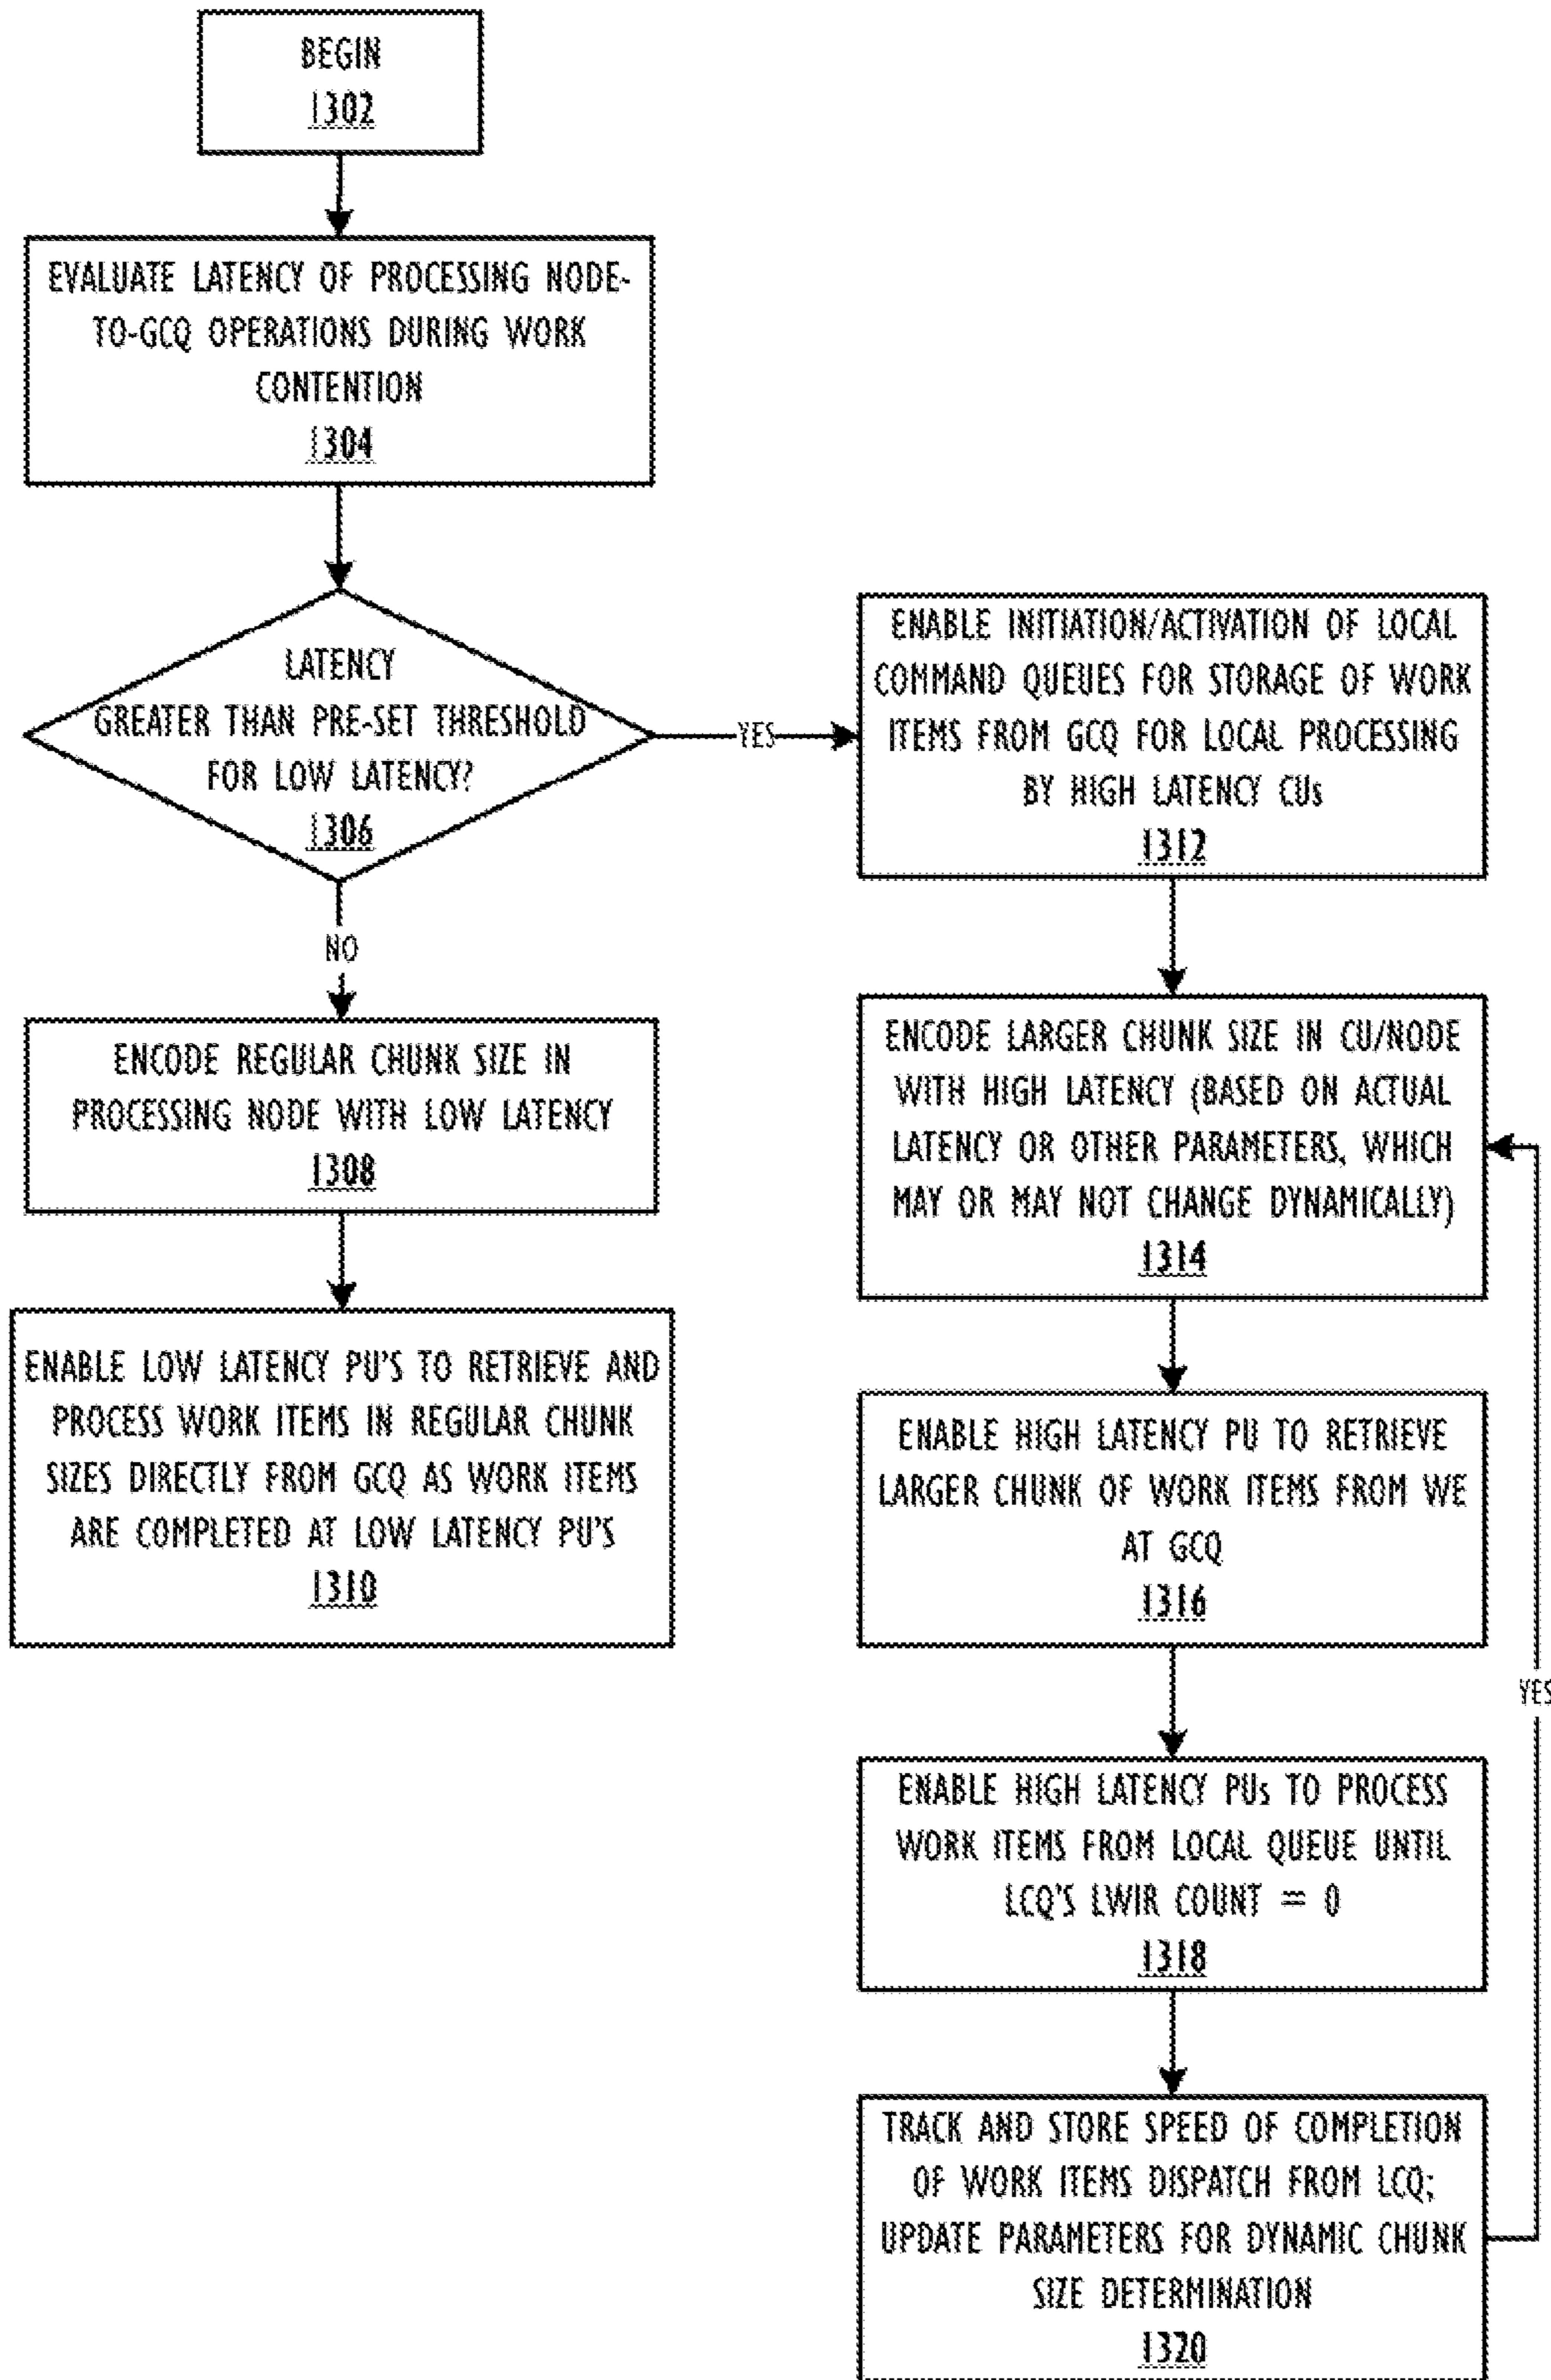 BEGIN
1302
EVALUATE LATENCY OF PROCESSING NODE-
TO-GCQ OPERATIONS DURING WORK
CONTENTION
1304
LATENCY
GREATER THAN PRE-SET THRESHOLD
FOR LOW LATENCY?
1306
YES
NO
ENCODE REGULAR CHUNK SIZE IN
PROCESSING NODE WITH LOW LATENCY
1308
ENABLE LOW LATENCY PU'S TO RETRIEVE AND
PROCESS WORK ITEMS IN REGULAR CHUNK
SIZES DIRECTLY FROM GCQ AS WORK ITEMS
ARE COMPLETED AT LOW LATENCY PU'S
1310
ENABLE INITIATION/ACTIVATION OF LOCAL
COMMAND QUEUES FOR STORAGE OF WORK
ITEMS FROM GCQ FOR LOCAL PROCESSING
BY HIGH LATENCY CUs
1312
ENCODE LARGER CHUNK SIZE IN CU/NODE
WITH HIGH LATENCY (BASED ON ACTUAL
LATENCY OR OTHER PARAMETERS, WHICH
MAY OR MAY NOT CHANGE DYNAMICALLY)
1314
ENABLE HIGH LATENCY PU TO RETRIEVE
LARGER CHUNK OF WORK ITEMS FROM WE
AT GCQ
1316
ENABLE HIGH LATENCY PUs TO PROCESS
WORK ITEMS FROM LOCAL QUEUE UNTIL
LCQ'S LWIR COUNT = 0
1318
TRACK AND STORE SPEED OF COMPLETION
OF WORK ITEMS DISPATCH FROM LCQ;
UPDATE PARAMETERS FOR DYNAMIC CHUNK
SIZE DETERMINATION
1320
YES